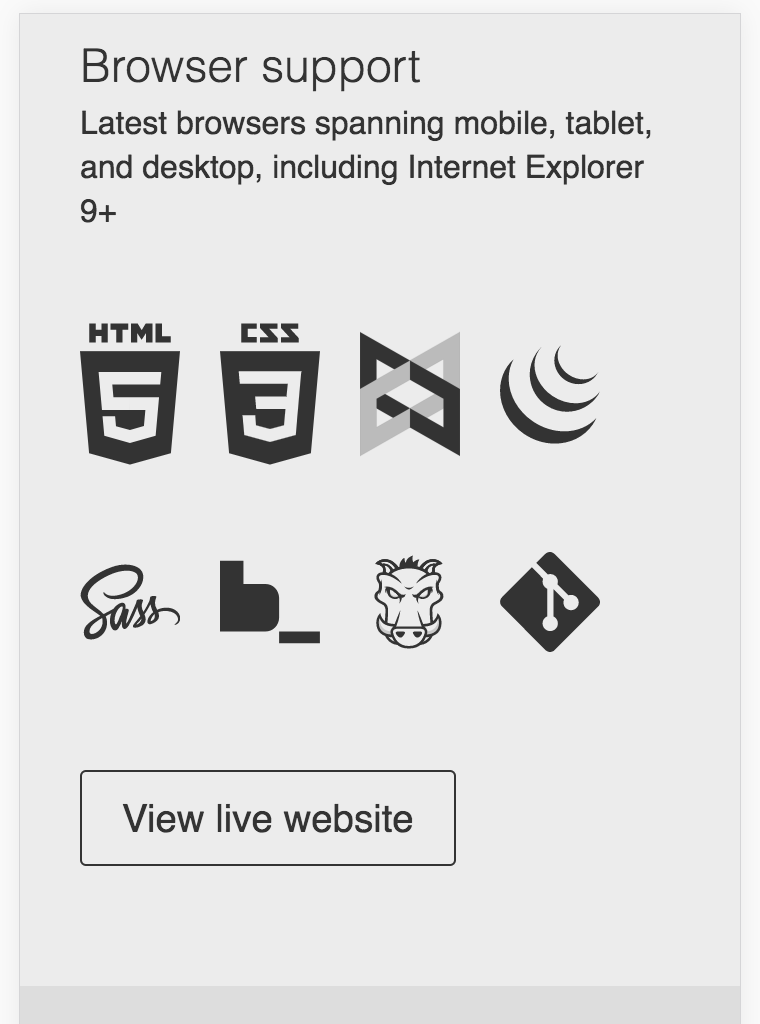 Browser support
Latest browsers spanning mobile, tablet,
and desktop, including Internet Explorer
9+
HTML CSS
5 3
Sass b_
View live website